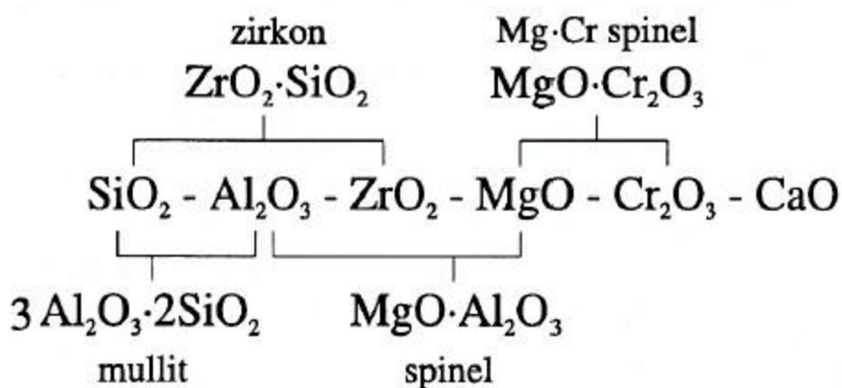 zirkon Mg·Cr spinel
ZrO₂·SiO₂ MgO·Cr₂O₃
SiO₂ - Al₂O₃ - ZrO₂ - MgO - Cr₂O₃ - CaO
3 Al₂O₃·2SiO₂ MgO·Al₂O₃
mullit spinel